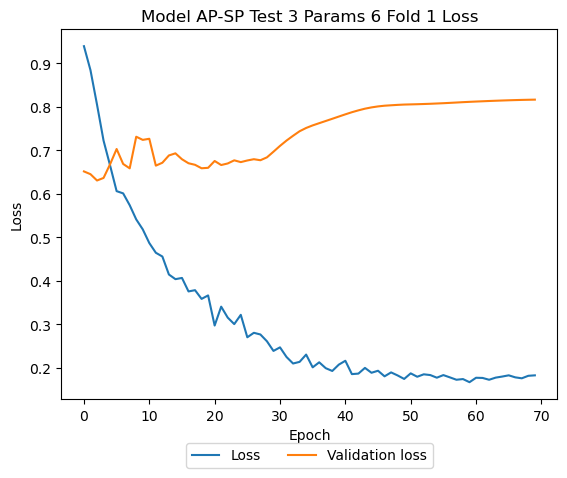 Model AP-SP Test 3 Params 6 Fold 1 Loss
0.9
0.8
0.7
0.6
0.5
0.4
0.3
0.2
Loss
0 10 20 30 40 50 60 70
Epoch
Loss Validation loss